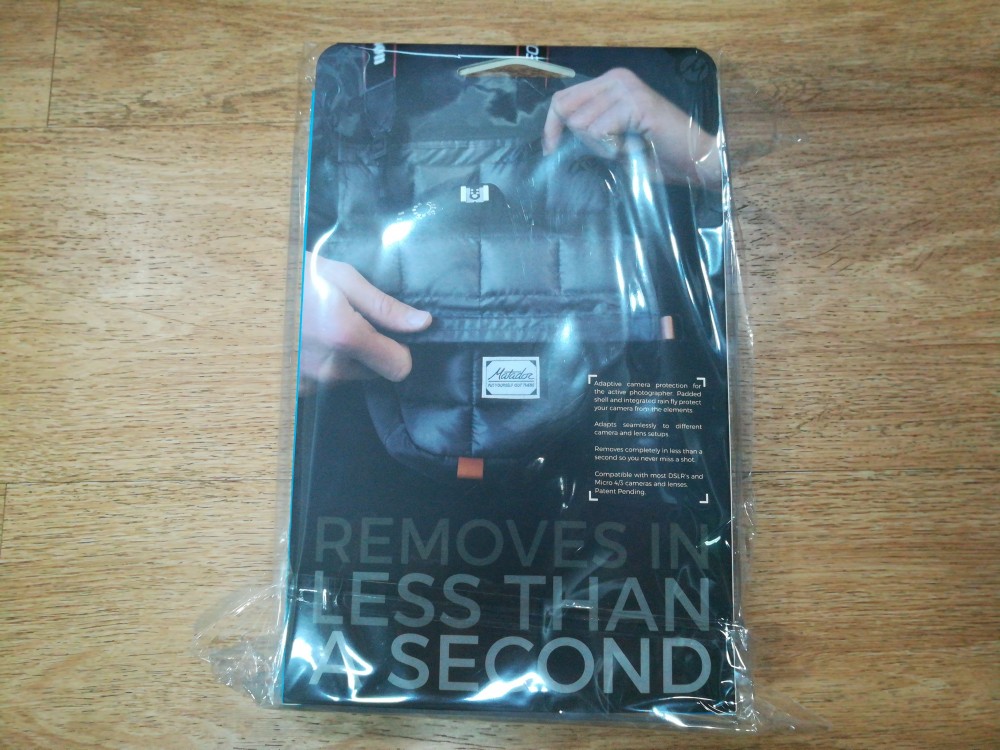 Matador
Adaptive camera protection for
the active photographer. Padded
shell and integrated rain fly protect
your camera from the elements.
Adapts seamlessly to different
camera and lens setups.
Removes completely in less than a
second so you never miss a shot.
Compatible with most DSLR's and
Micro 4/3 cameras and lenses.
Patent Pending.
REMOVES IN
LESS THAN
A SECOND